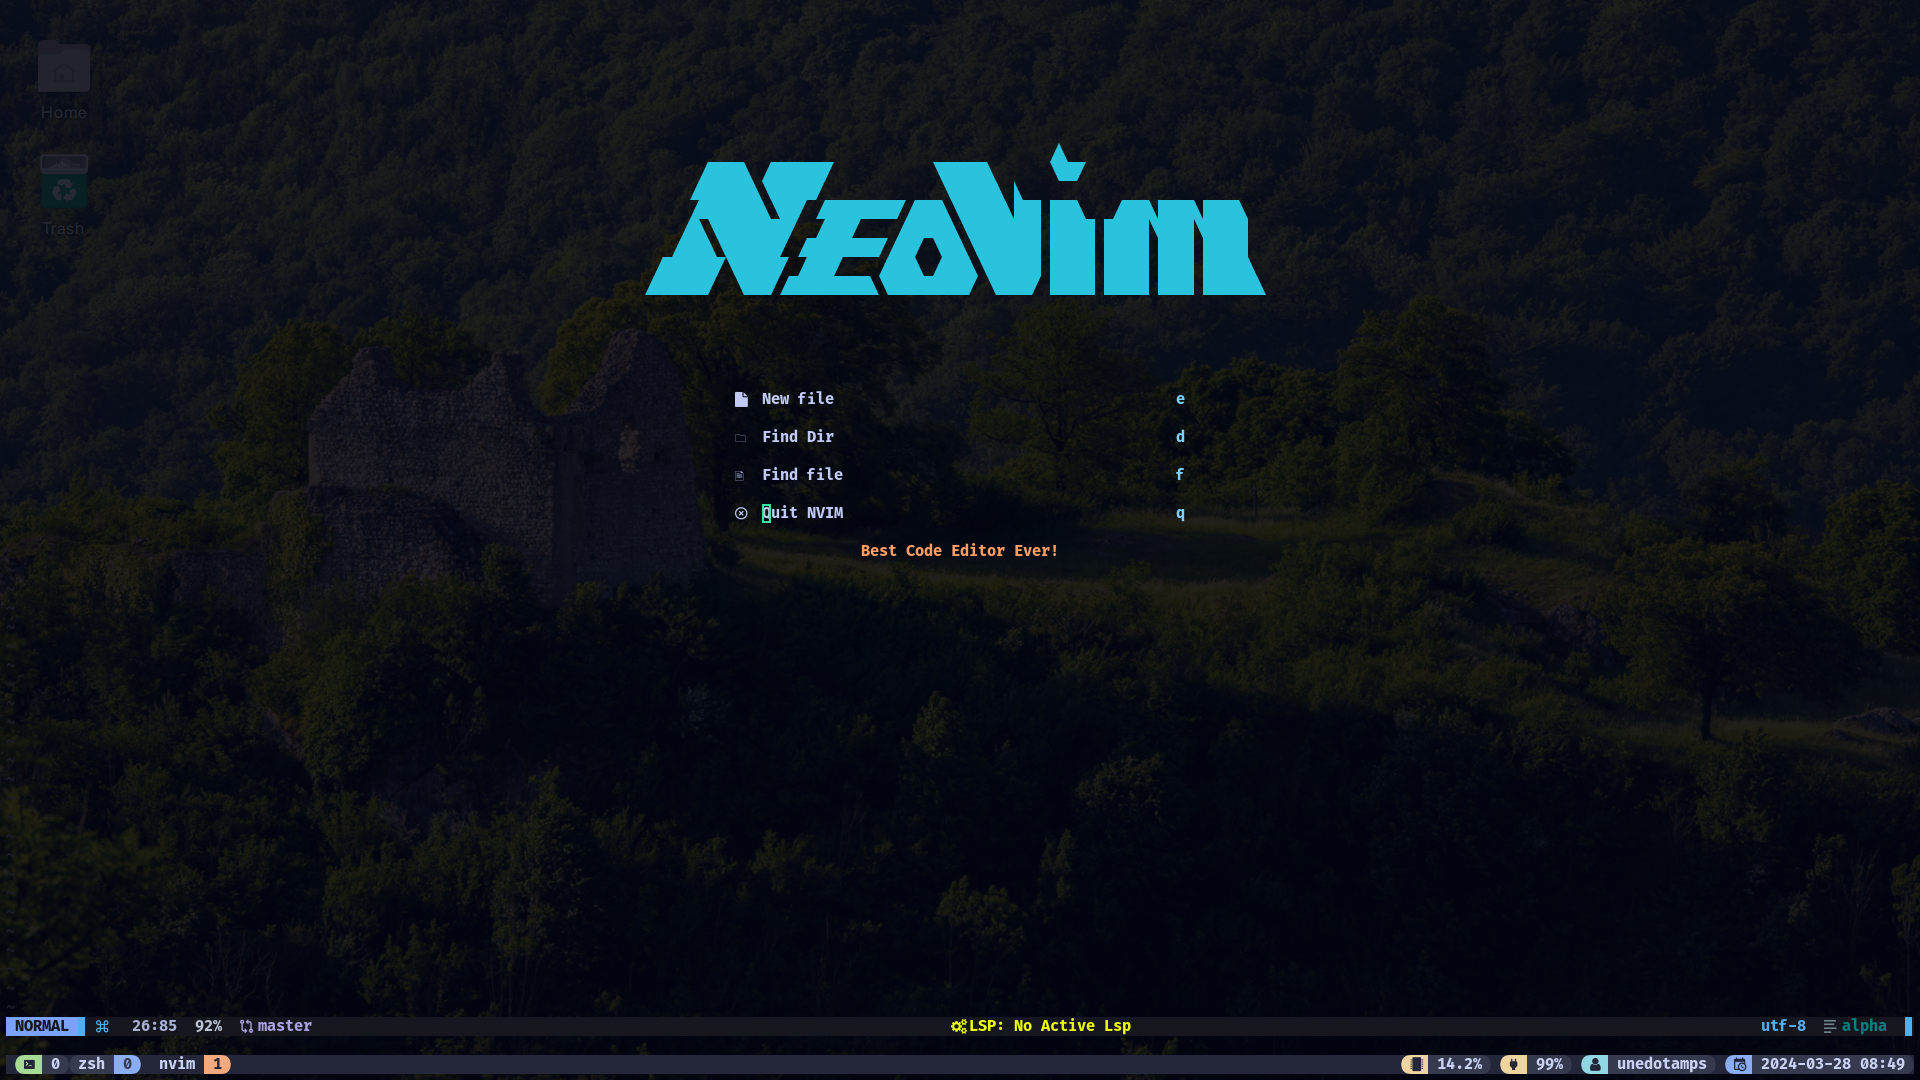 Home
Trash
NEOVim
New file e
Find Dir d
Find file f
Quit NVIM q
Best Code Editor Ever!
NORMAL 26:85 92% master LSP: No Active Lsp utf-8 alpha
0 zsh 0 nvim 1 14.2% 99% unedotamps 2024-03-28 08:49